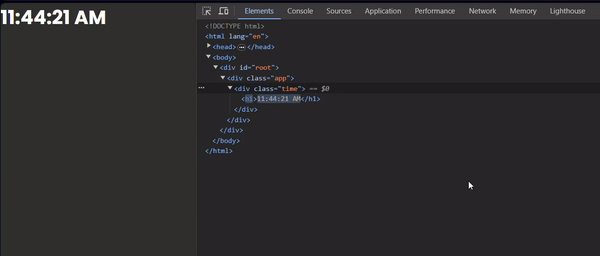 11:44:21 AM
Elements Console Sources Application Performance Network Memory Lighthouse
<!DOCTYPE html>
<html lang="en">
<head> … </head>
<body>
<div id="root">
<div class="app">
<div class="time"> == $0
<h1>11:44:21 AM</h1>
</div>
</div>
</div>
</body>
</html>